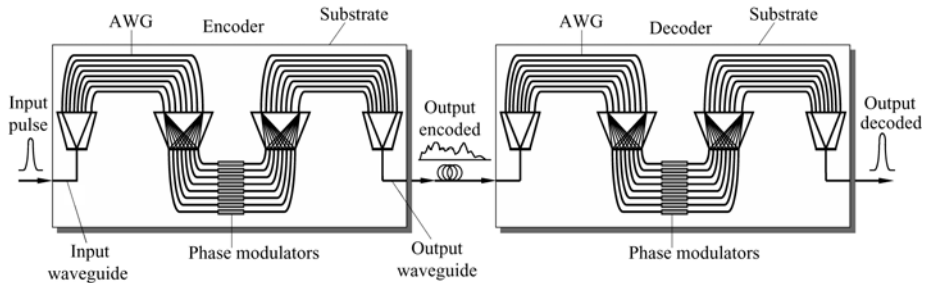 AWG
Encoder
Substrate
AWG
Decoder
Substrate
Input
pulse
Output
encoded
Output
decoded
Input
waveguide
Phase modulators
Output
waveguide
Phase modulators